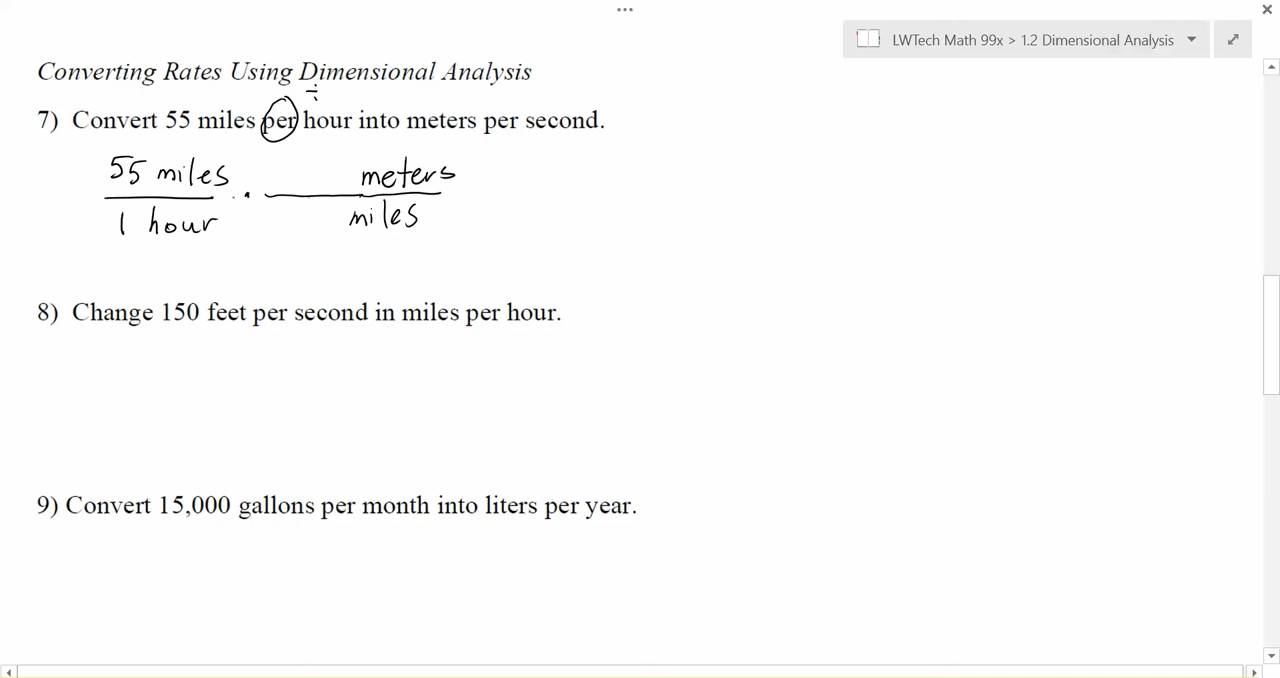 LWTech Math 99x > 1.2 Dimensional Analysis
Converting Rates Using Dimensional Analysis
÷
7) Convert 55 miles per hour into meters per second.
55 miles · meters
1 hour miles
8) Change 150 feet per second in miles per hour.
9) Convert 15,000 gallons per month into liters per year.